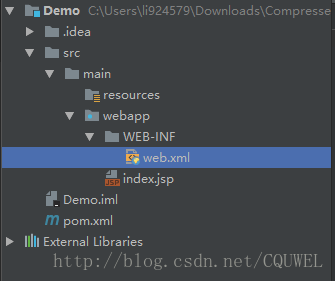 Demo C:\Users\li924579\Downloads\Compresse
.idea
src
main
resources
webapp
WEB-INF
web.xml
index.jsp
Demo.iml
pom.xml
External Libraries
http://blog.csdn.net/CQUWEL